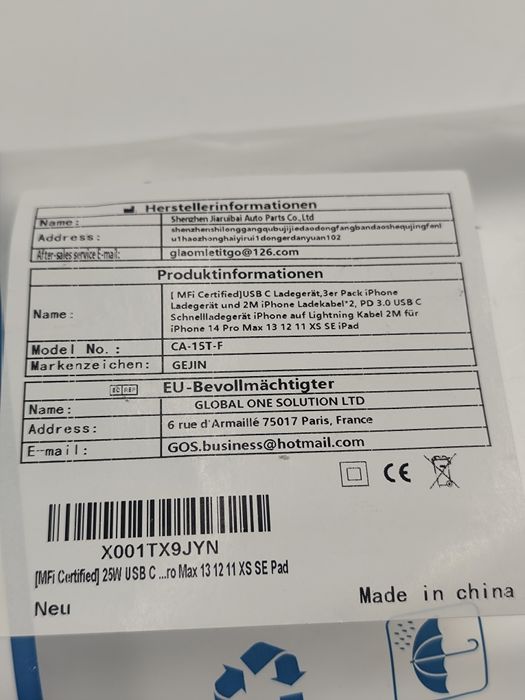 Herstellerinformationen
Name: Shenzhen Jiaruibai Auto Parts Co.,Ltd
Address: shenzhenshilonggangqubujijiedaodongfangbandaoshequjingfenl
u1haozhonghaiyirui1dongerdanyuan102
After-sales service E-mail: glaomletitgo@126.com
Produktinformationen
Name: [ MFi Certified]USB C Ladegerät,3er Pack iPhone
Ladegerät und 2M iPhone Ladekabel*2, PD 3.0 USB C
Schnellladegerät iPhone auf Lightning Kabel 2M für
iPhone 14 Pro Max 13 12 11 XS SE iPad
Model No.: CA-15T-F
Markenzeichen: GEJIN
EC REP EU-Bevollmächtigter
Name: GLOBAL ONE SOLUTION LTD
Address: 6 rue d'Armaillé 75017 Paris, France
E-mail: GOS.business@hotmail.com
CE
X001TX9JYN
[MFi Certified] 25W USB C ...ro Max 13 12 11 XS SE Pad
Neu
Made in china